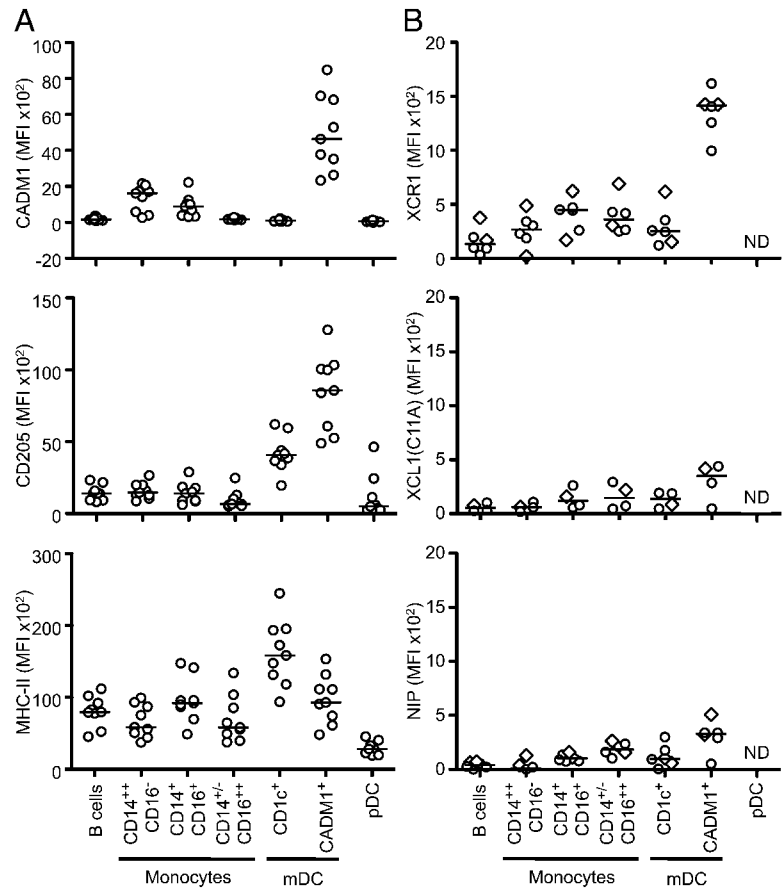 A
B
CADM1 (MFI x10²)
100
80
60
40
20
0
-20
XCR1 (MFI x10²)
20
15
10
5
0
ND
CD205 (MFI x10²)
150
100
50
0
XCL1(C11A) (MFI x10²)
20
15
10
5
0
ND
MHC-II (MFI x10²)
300
200
100
0
NIP (MFI x10²)
20
15
10
5
0
ND
B cells
CD14⁺⁺
CD16⁻
CD14⁺
CD16⁺
CD14⁺/⁻
CD16⁺⁺
CD1c⁺
CADM1⁺
pDC
Monocytes
mDC
B cells
CD14⁺⁺
CD16⁻
CD14⁺
CD16⁺
CD14⁺/⁻
CD16⁺⁺
CD1c⁺
CADM1⁺
pDC
Monocytes
mDC